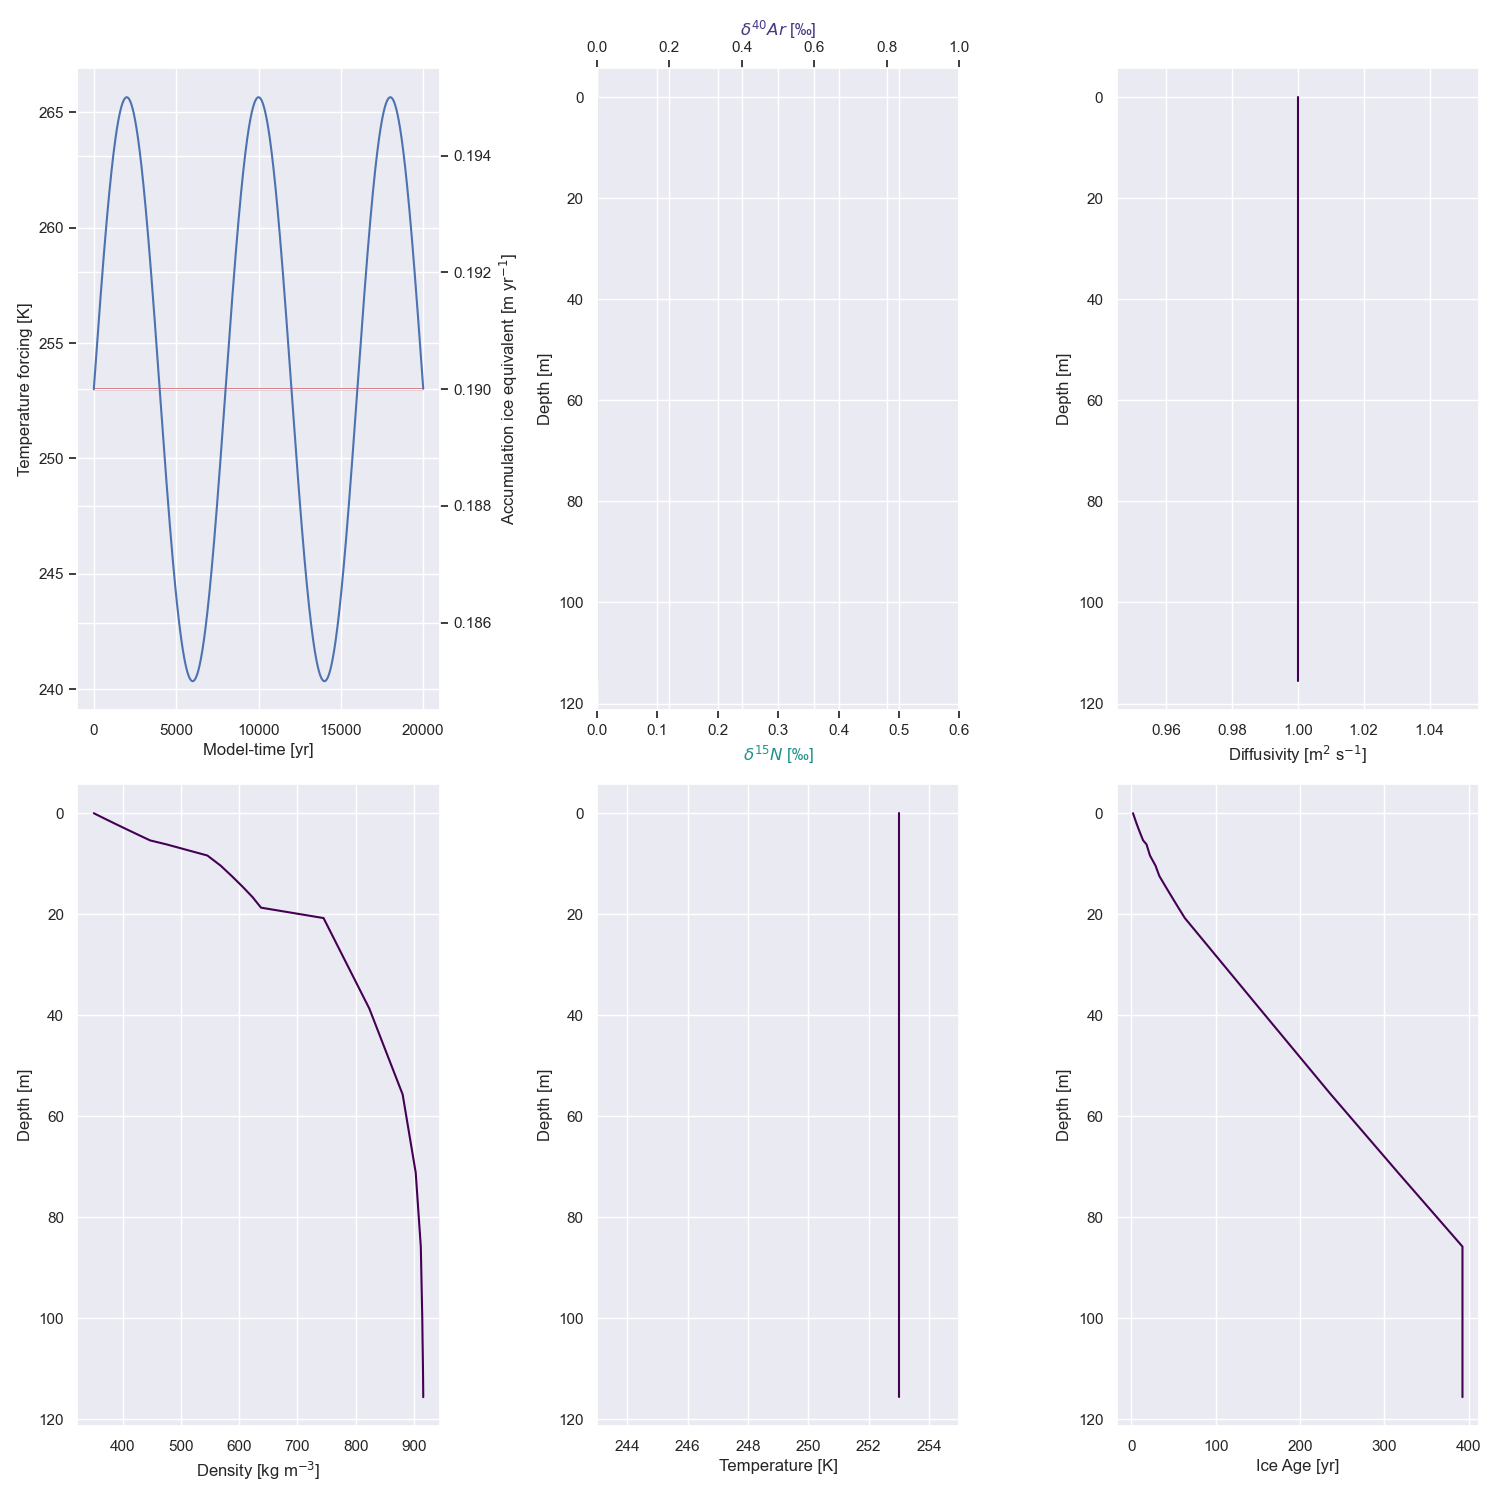 δ⁴⁰Ar [‰]
0.0 0.2 0.4 0.6 0.8 1.0
265
260
255
250
245
240
Temperature forcing [K]
0 5000 10000 15000 20000
Model-time [yr]
0.194
0.192
0.190
0.188
0.186
Accumulation ice equivalent [m yr⁻¹]
0
20
40
60
80
100
120
Depth [m]
0.0 0.1 0.2 0.3 0.4 0.5 0.6
δ¹⁵N [‰]
0
20
40
60
80
100
120
Depth [m]
0.96 0.98 1.00 1.02 1.04
Diffusivity [m² s⁻¹]
0
20
40
60
80
100
120
Depth [m]
400 500 600 700 800 900
Density [kg m⁻³]
0
20
40
60
80
100
120
Depth [m]
244 246 248 250 252 254
Temperature [K]
0
20
40
60
80
100
120
Depth [m]
0 100 200 300 400
Ice Age [yr]